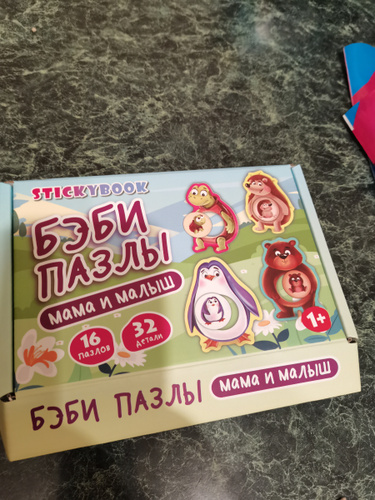 STICKYBOOK
БЭБИ
ПАЗЛЫ
МАМА И МАЛЫШ
16
пазлов
32
детали
1+
БЭБИ ПАЗЛЫ МАМА И МАЛЫШ